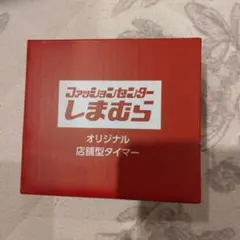 ファッションセンター
しまむら
オリジナル
店舗型タイマー